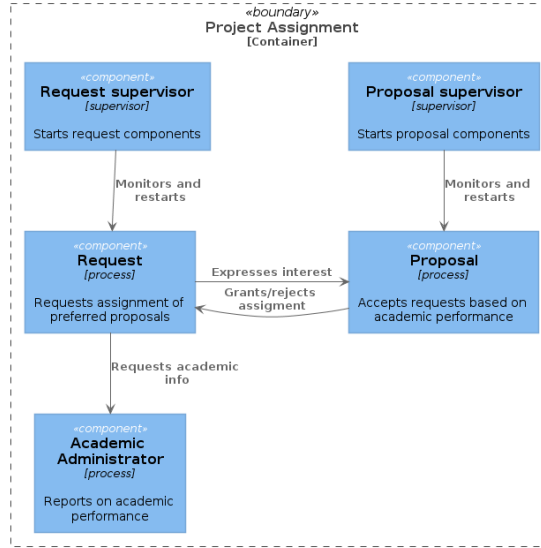 «boundary»
Project Assignment
[Container]
«component»
Request supervisor
[supervisor]
Starts request components
«component»
Proposal supervisor
[supervisor]
Starts proposal components
Monitors and
restarts
Monitors and
restarts
«component»
Request
[process]
Requests assignment of
preferred proposals
Expresses interest
Grants/rejects
assigment
«component»
Proposal
[process]
Accepts requests based on
academic performance
Requests academic
info
«component»
Academic
Administrator
[process]
Reports on academic
performance